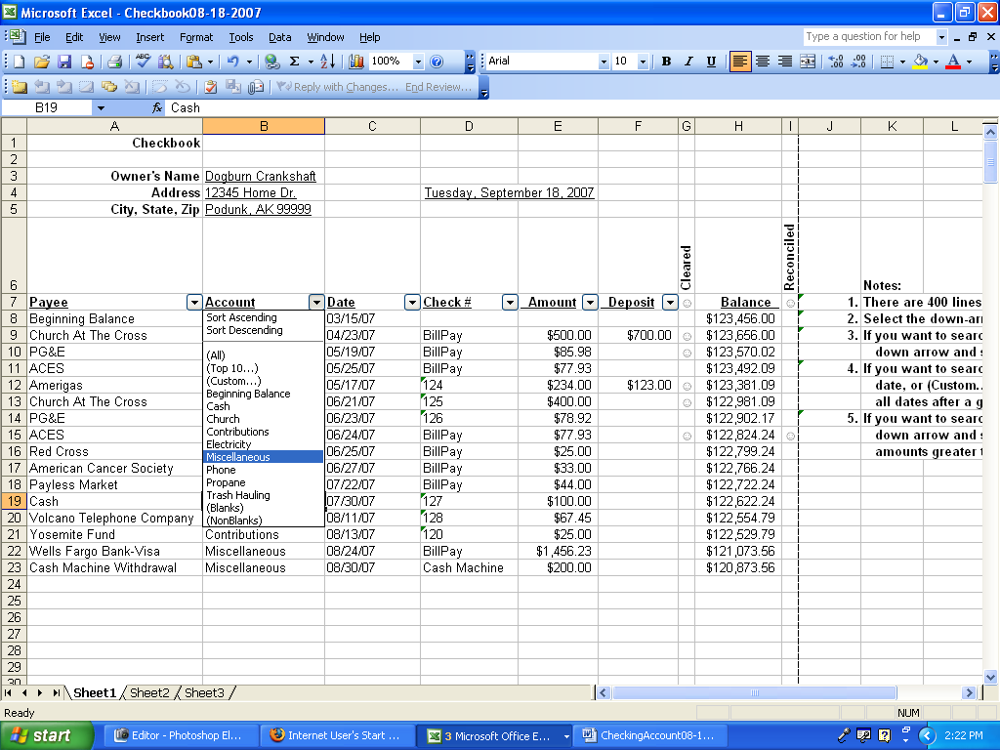 Microsoft Excel - Checkbook08-18-2007
File Edit View Insert Format Tools Data Window Help Type a question for help
ABC Σ A Z 100% Arial 10 B I U A
Reply with Changes... End Review...
B19 fx Cash
A B C D E F G H I J K L
1 Checkbook
2
3 Owner's Name Dogburn Crankshaft
4 Address 12345 Home Dr. Tuesday, September 18, 2007
5 City, State, Zip Podunk, AK 99999
6 Cleared Reconciled Notes:
7 Payee Account Date Check # Amount Deposit ☺ Balance ☺ 1. There are 400 lines
8 Beginning Balance 03/15/07 $123,456.00 2. Select the down-arr
9 Church At The Cross 04/23/07 BillPay $500.00 $700.00 ☺ $123,656.00 3. If you want to searc
10 PG&E 05/19/07 BillPay $85.98 ☺ $123,570.02 down arrow and s
11 ACES 05/25/07 BillPay $77.93 $123,492.09 4. If you want to searc
12 Amerigas 05/17/07 124 $234.00 $123.00 ☺ $123,381.09 date, or (Custom..
13 Church At The Cross 06/21/07 125 $400.00 ☺ $122,981.09 all dates after a g
14 PG&E 06/23/07 126 $78.92 $122,902.17 5. If you want to searc
15 ACES 06/24/07 BillPay $77.93 ☺ $122,824.24 ☺ down arrow and s
16 Red Cross 06/25/07 BillPay $25.00 $122,799.24 amounts greater t
17 American Cancer Society 06/27/07 BillPay $33.00 $122,766.24
18 Payless Market 07/22/07 BillPay $44.00 $122,722.24
19 Cash 07/30/07 127 $100.00 $122,622.24
20 Volcano Telephone Company 08/11/07 128 $67.45 $122,554.79
21 Yosemite Fund Contributions 08/13/07 120 $25.00 $122,529.79
22 Wells Fargo Bank-Visa Miscellaneous 08/24/07 BillPay $1,456.23 $121,073.56
23 Cash Machine Withdrawal Miscellaneous 08/30/07 Cash Machine $200.00 $120,873.56
24
25
26
27
28
29
30
Sort Ascending
Sort Descending
(All)
(Top 10...)
(Custom...)
Beginning Balance
Cash
Church
Contributions
Electricity
Miscellaneous
Phone
Propane
Trash Hauling
(Blanks)
(NonBlanks)
Sheet1 Sheet2 Sheet3
Ready NUM
start Editor - Photoshop El... Internet User's Start ... 3 Microsoft Office E... CheckingAccount08-1... 2:22 PM